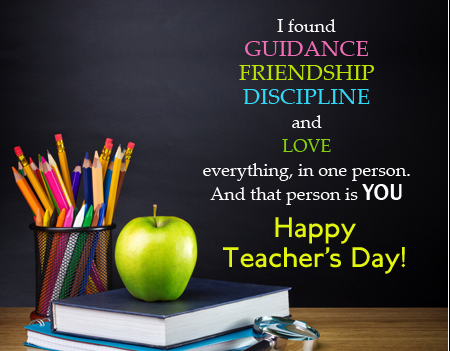 I found
GUIDANCE
FRIENDSHIP
DISCIPLINE
and
LOVE
everything, in one person.
And that person is YOU
Happy
Teacher's Day!